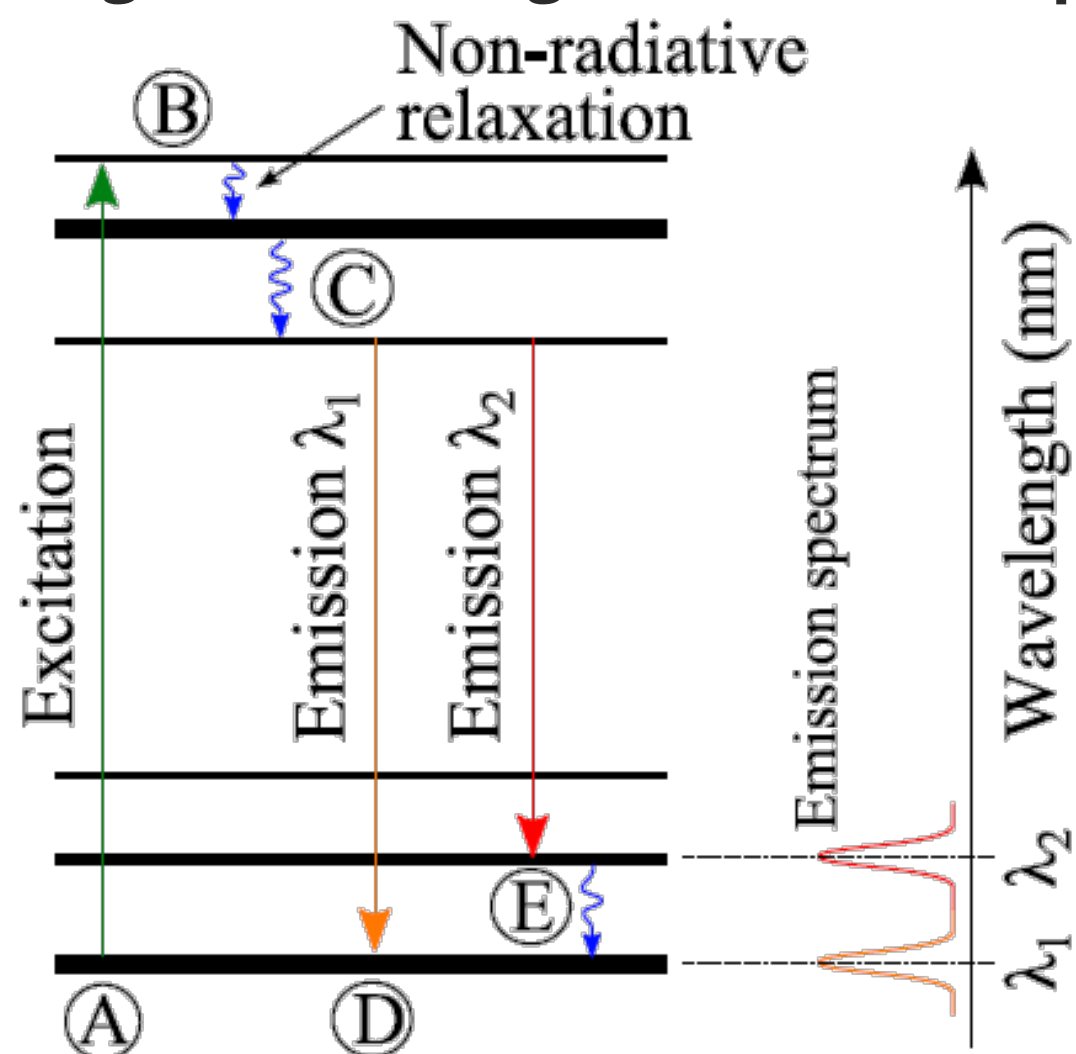 Non-radiative
relaxation
B
C
Excitation
Emission λ₁
Emission λ₂
Emission spectrum
Wavelength (nm)
E
λ₂
λ₁
A
D